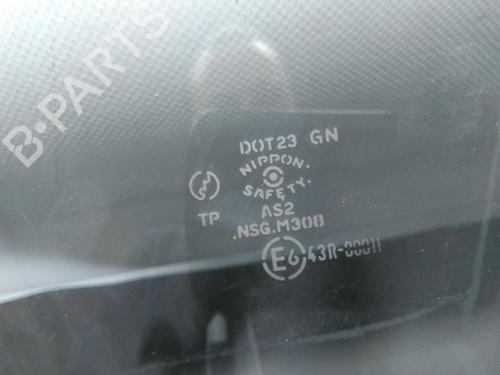 B-PARTS
DOT23 GN
NIPPON.
SAFETY.
TP
AS2
.NSG.M308
E6 43R-00011